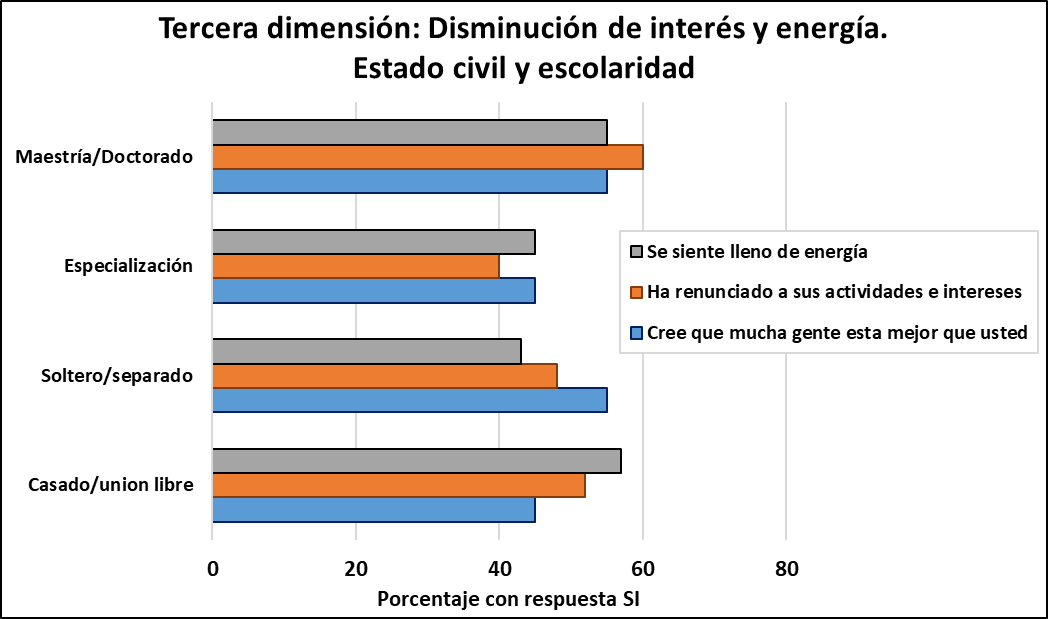 Tercera dimensión: Disminución de interés y energía.
Estado civil y escolaridad
Maestría/Doctorado
Especialización
Soltero/separado
Casado/union libre
Se siente lleno de energía
Ha renunciado a sus actividades e intereses
Cree que mucha gente esta mejor que usted
0 20 40 60 80
Porcentaje con respuesta SI